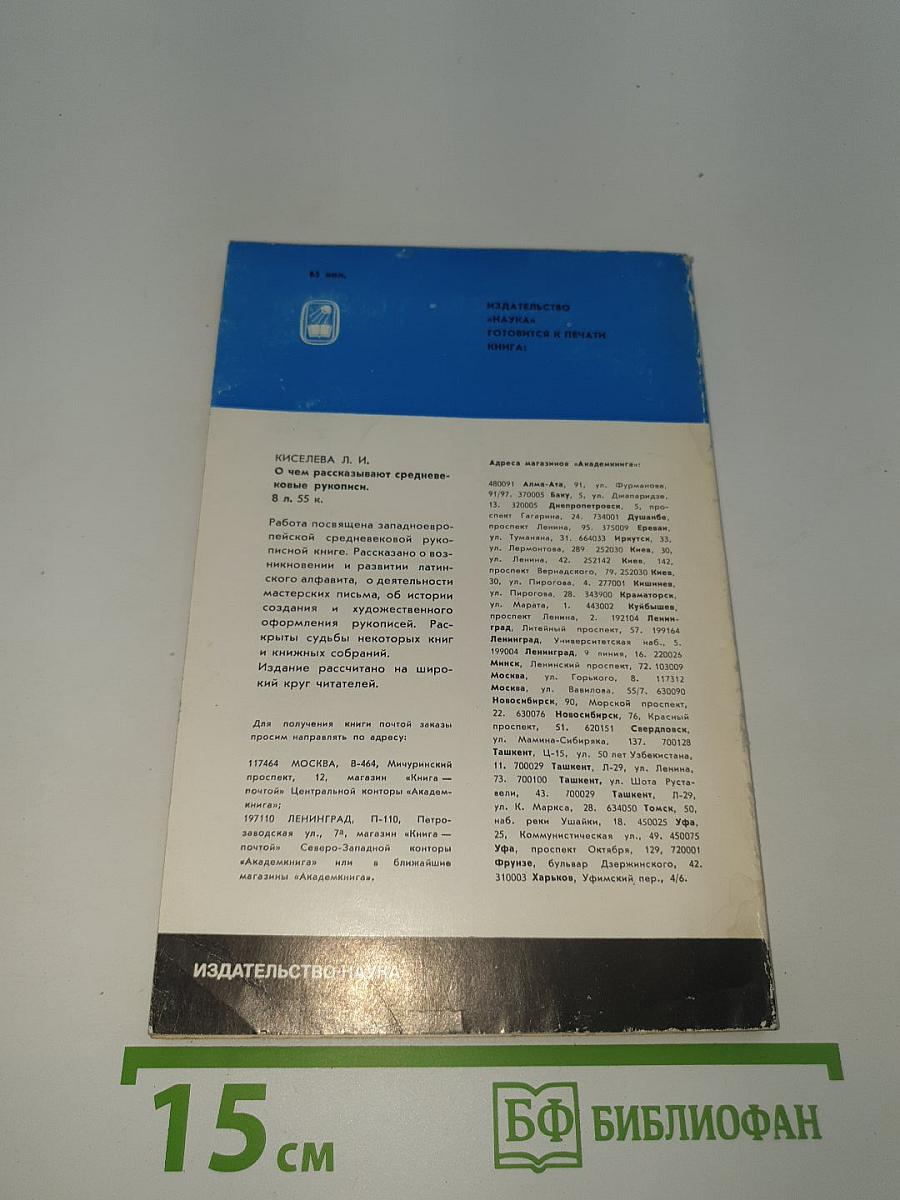 65 коп.
ИЗДАТЕЛЬСТВО
«НАУКА»
ГОТОВИТСЯ К ПЕЧАТИ
КНИГА:
КИСЕЛЕВА Л. И.
О чем рассказывают средневе-
ковые рукописи.
8 л. 55 к.
Работа посвящена западноевро-
пейской средневековой руко-
писной книге. Рассказано о воз-
никновении и развитии латин-
ского алфавита, о деятельности
мастерских письма, об истории
создания и художественного
оформления рукописей. Рас-
крыты судьбы некоторых книг
и книжных собраний.
Издание рассчитано на широ-
кий круг читателей.
Для получения книги почтой заказы
просим направлять по адресу:
117464 МОСКВА, В-464, Мичуринский
проспект, 12, магазин «Книга —
почтой» Центральной конторы «Академ-
книга»;
197110 ЛЕНИНГРАД, П-110, Петро-
заводская ул., 7д, магазин «Книга —
почтой» Северо-Западной конторы
«Академкнига» или в ближайшие
магазины «Академкнига».
Адреса магазинов «Академкнига»:
480091 Алма-Ата, 91, ул. Фурманова,
91/97. 370005 Баку, 5, ул. Джапаридзе,
13. 320005 Днепропетровск, 5, про-
спект Гагарина, 24. 734001 Душанбе,
проспект Ленина, 95. 375009 Ереван,
ул. Туманяна, 31. 664033 Иркутск, 33,
ул. Лермонтова, 289. 252030 Киев, 30,
ул. Ленина, 42. 252142 Киев, 142,
проспект Вернадского, 79. 252030 Киев,
30, ул. Пирогова, 4. 277001 Кишинев,
ул. Пирогова, 28. 343900 Краматорск,
ул. Марата, 1. 443002 Куйбышев,
проспект Ленина, 2. 192104 Ленин-
град, Литейный проспект, 57. 199164
Ленинград, Университетская наб., 5.
199004 Ленинград, 9 линия, 16. 220026
Минск, Ленинский проспект, 72. 103009
Москва, ул. Горького, 8. 117312
Москва, ул. Вавилова, 55/7. 630090
Новосибирск, 90, Морской проспект,
22. 630076 Новосибирск, 76, Красный
проспект, 51. 620151 Свердловск,
ул. Мамина-Сибиряка, 137. 700128
Ташкент, Ц-15, ул. 50 лет Узбекистана,
11. 700029 Ташкент, Л-29, ул. Ленина,
73. 700100 Ташкент, ул. Шота Руста-
вели, 43. 700029 Ташкент, Л-29,
ул. К. Маркса, 28. 634050 Томск, 50,
наб. реки Ушайки, 18. 450025 Уфа,
25, Коммунистическая ул., 49. 450075
Уфа, проспект Октября, 129, 720001
Фрунзе, бульвар Дзержинского, 42.
310003 Харьков, Уфимский пер., 4/6.
ИЗДАТЕЛЬСТВО·НАУКА
15 см
БФ БИБЛИОФАН